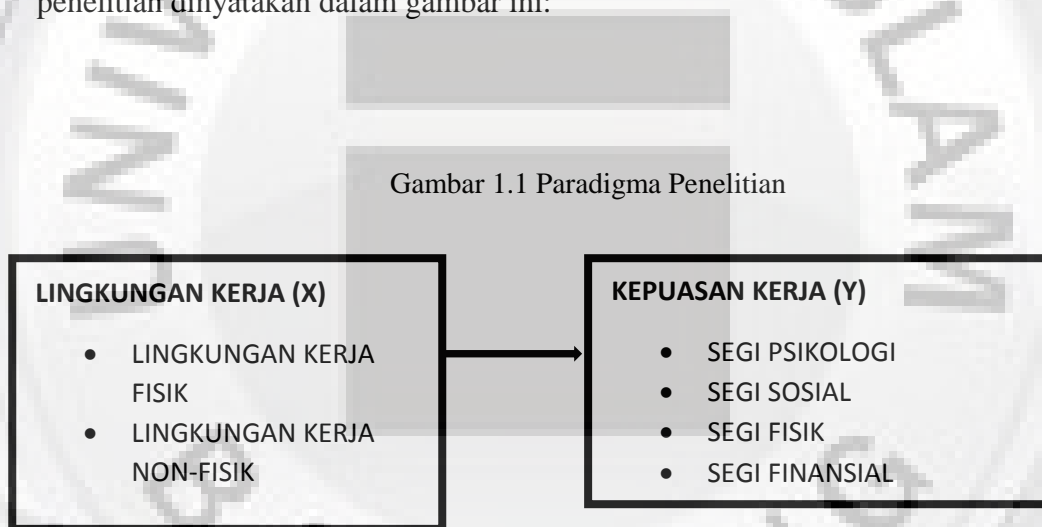 penelitian dinyatakan dalam gambar ini:
Gambar 1.1 Paradigma Penelitian
LINGKUNGAN KERJA (X)
• LINGKUNGAN KERJA
FISIK
• LINGKUNGAN KERJA
NON-FISIK
KEPUASAN KERJA (Y)
• SEGI PSIKOLOGI
• SEGI SOSIAL
• SEGI FISIK
• SEGI FINANSIAL